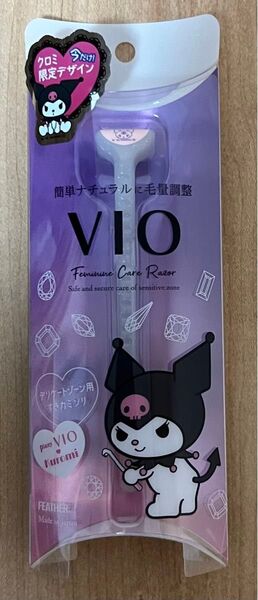 今だけ!
クロミ
限定デザイン
簡単ナチュラルに毛量調整
VIO
Feminine Care Razor
Safe and secure care of sensitive zone
デリケートゾーン用
すきカミソリ
piany
VIO
Kuromi
FEATHER
Made in Japan